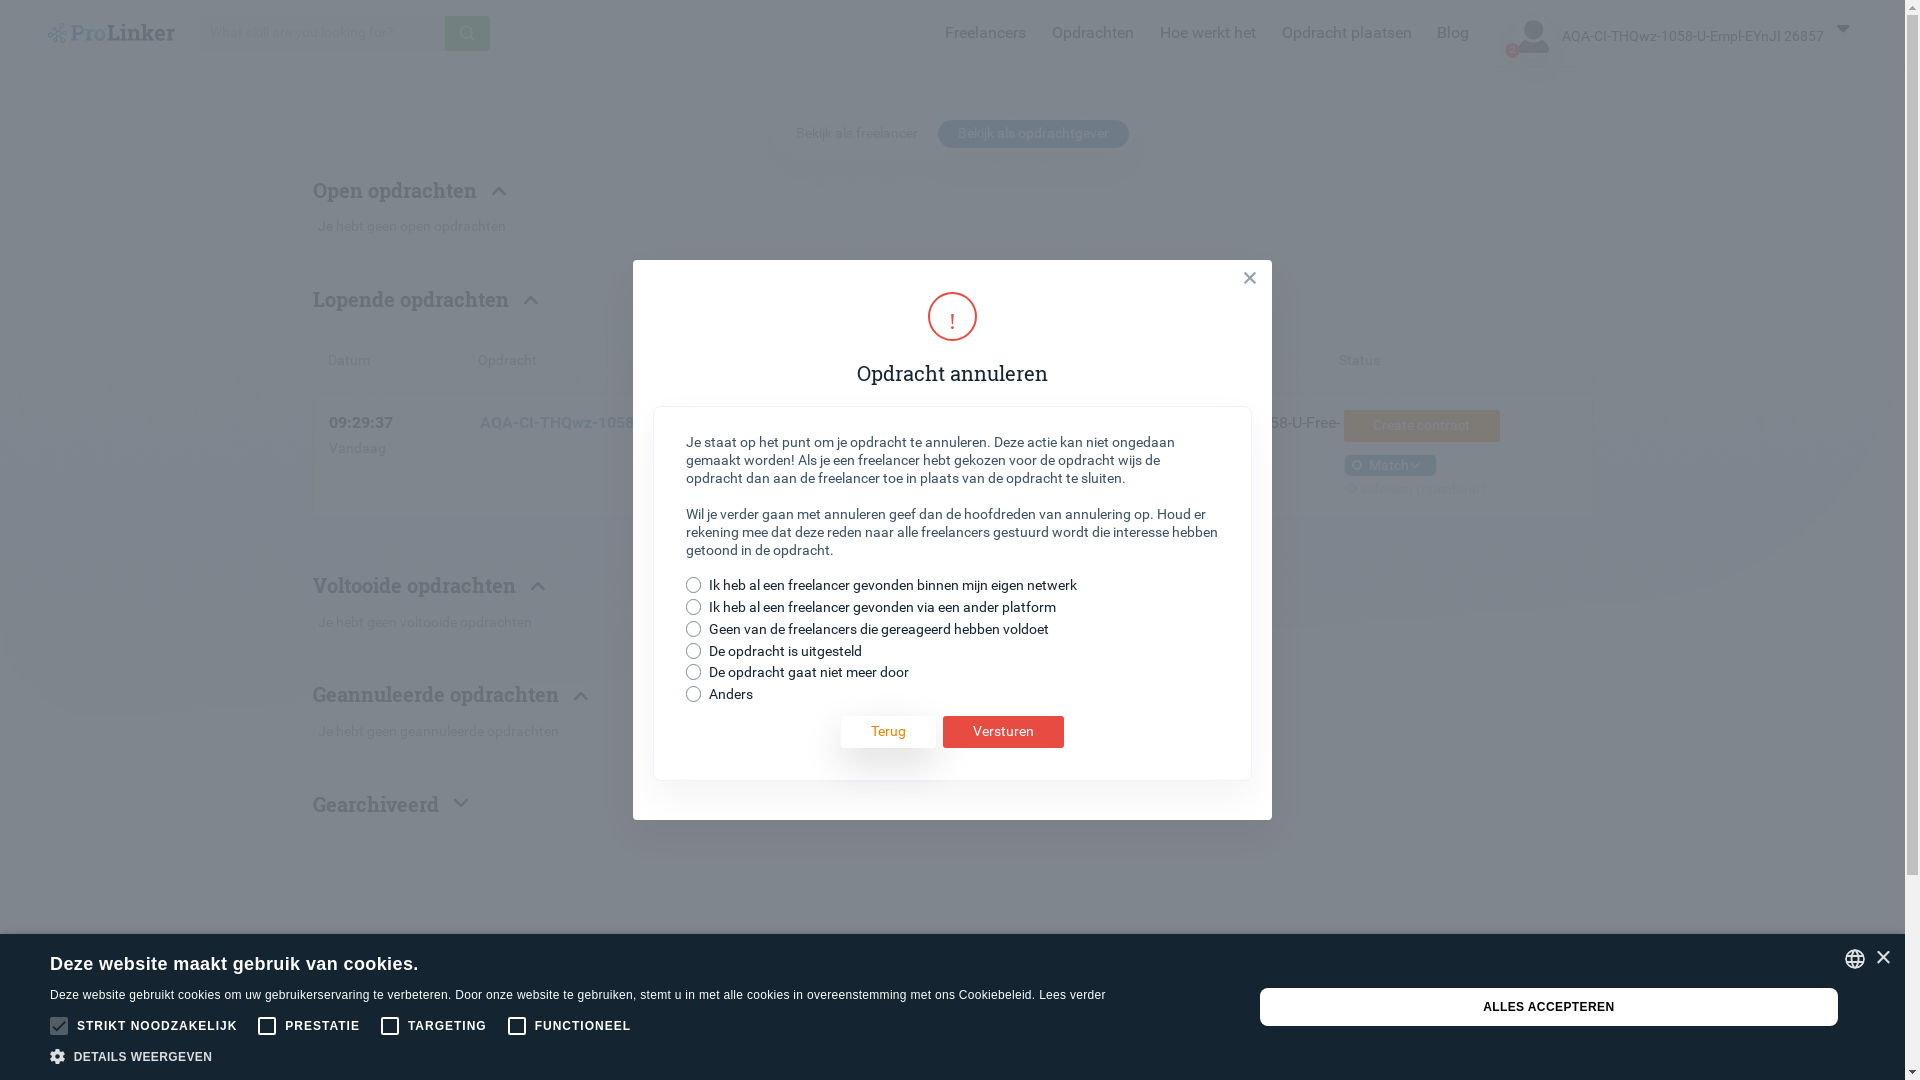 ProLinker
What skill are you looking for?
Freelancers
Opdrachten
Hoe werkt het
Opdracht plaatsen
Blog
2
AQA-CI-THQwz-1058-U-Empl-EYnJI 26857
Bekijk als freelancer
Bekijk als opdrachtgever
Open opdrachten
Je hebt geen open opdrachten
Lopende opdrachten
Datum
Opdracht
Status
09:29:37
AQA-CI-THQwz-1058
58-U-Free-
Create contract
Vandaag
Match
Voltooide opdrachten
Je hebt geen voltooide opdrachten
Geannuleerde opdrachten
Je hebt geen geannuleerde opdrachten
Gearchiveerd
!
Opdracht annuleren
Je staat op het punt om je opdracht te annuleren. Deze actie kan niet ongedaan
gemaakt worden! Als je een freelancer hebt gekozen voor de opdracht wijs de
opdracht dan aan de freelancer toe in plaats van de opdracht te sluiten.
Wil je verder gaan met annuleren geef dan de hoofdreden van annulering op. Houd er
rekening mee dat deze reden naar alle freelancers gestuurd wordt die interesse hebben
getoond in de opdracht.
Ik heb al een freelancer gevonden binnen mijn eigen netwerk
Ik heb al een freelancer gevonden via een ander platform
Geen van de freelancers die gereageerd hebben voldoet
De opdracht is uitgesteld
De opdracht gaat niet meer door
Anders
Terug
Versturen
Deze website maakt gebruik van cookies.
Deze website gebruikt cookies om uw gebruikerservaring te verbeteren. Door onze website te gebruiken, stemt u in met alle cookies in overeenstemming met ons Cookiebeleid. Lees verder
STRIKT NOODZAKELIJK
PRESTATIE
TARGETING
FUNCTIONEEL
DETAILS WEERGEVEN
ALLES ACCEPTEREN